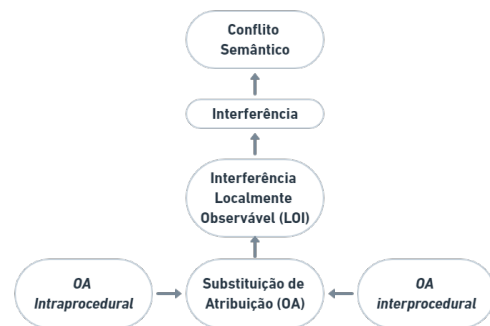 Conflito
Semântico
Interferência
Interferência
Localmente
Observável (LOI)
OA
Intraprocedural
Substituição de
Atribuição (OA)
OA
interprocedural